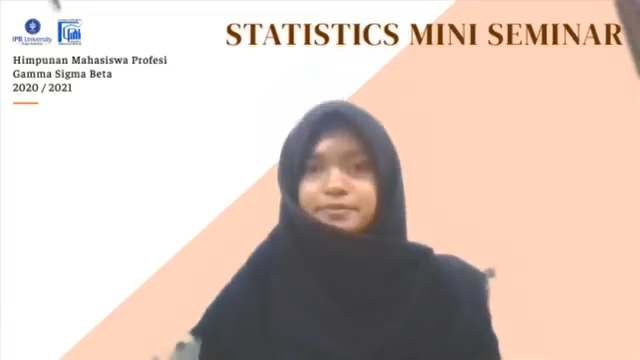 STATISTICS MINI SEMINAR
IPB University
Himpunan Mahasiswa Profesi
Gamma Sigma Beta
2020 / 2021